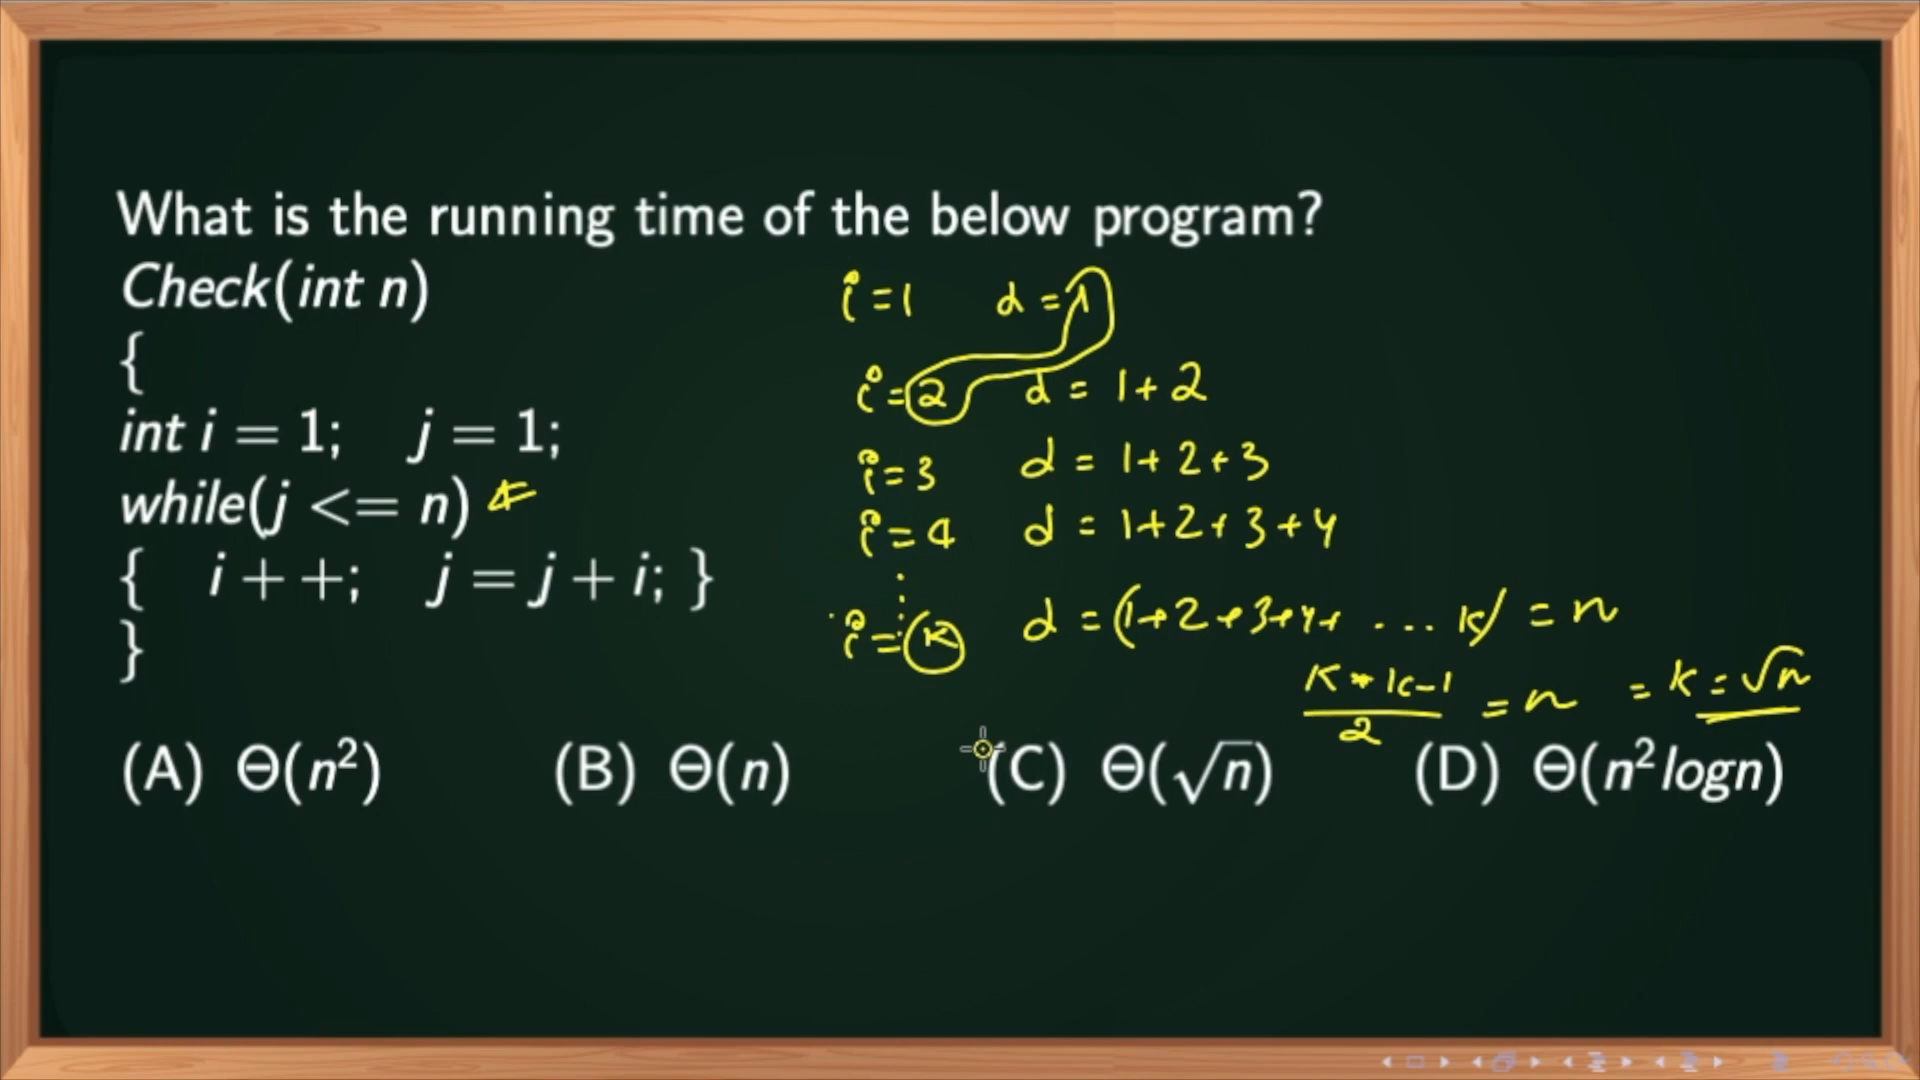 What is the running time of the below program?
Check(int n)
{
int i = 1;    j = 1;
while(j <= n)
{    i + +;    j = j + i; }
}
i = 1    d = 1
i = 2    d = 1 + 2
i = 3    d = 1 + 2 + 3
i = 4    d = 1 + 2 + 3 + 4
i = k    d = (1 + 2 + 3 + 4 + ... k) = n
K * K-1 / 2 = n    = k = √n
(A) Θ(n²)    (B) Θ(n)    (C) Θ(√n)    (D) Θ(n²logn)